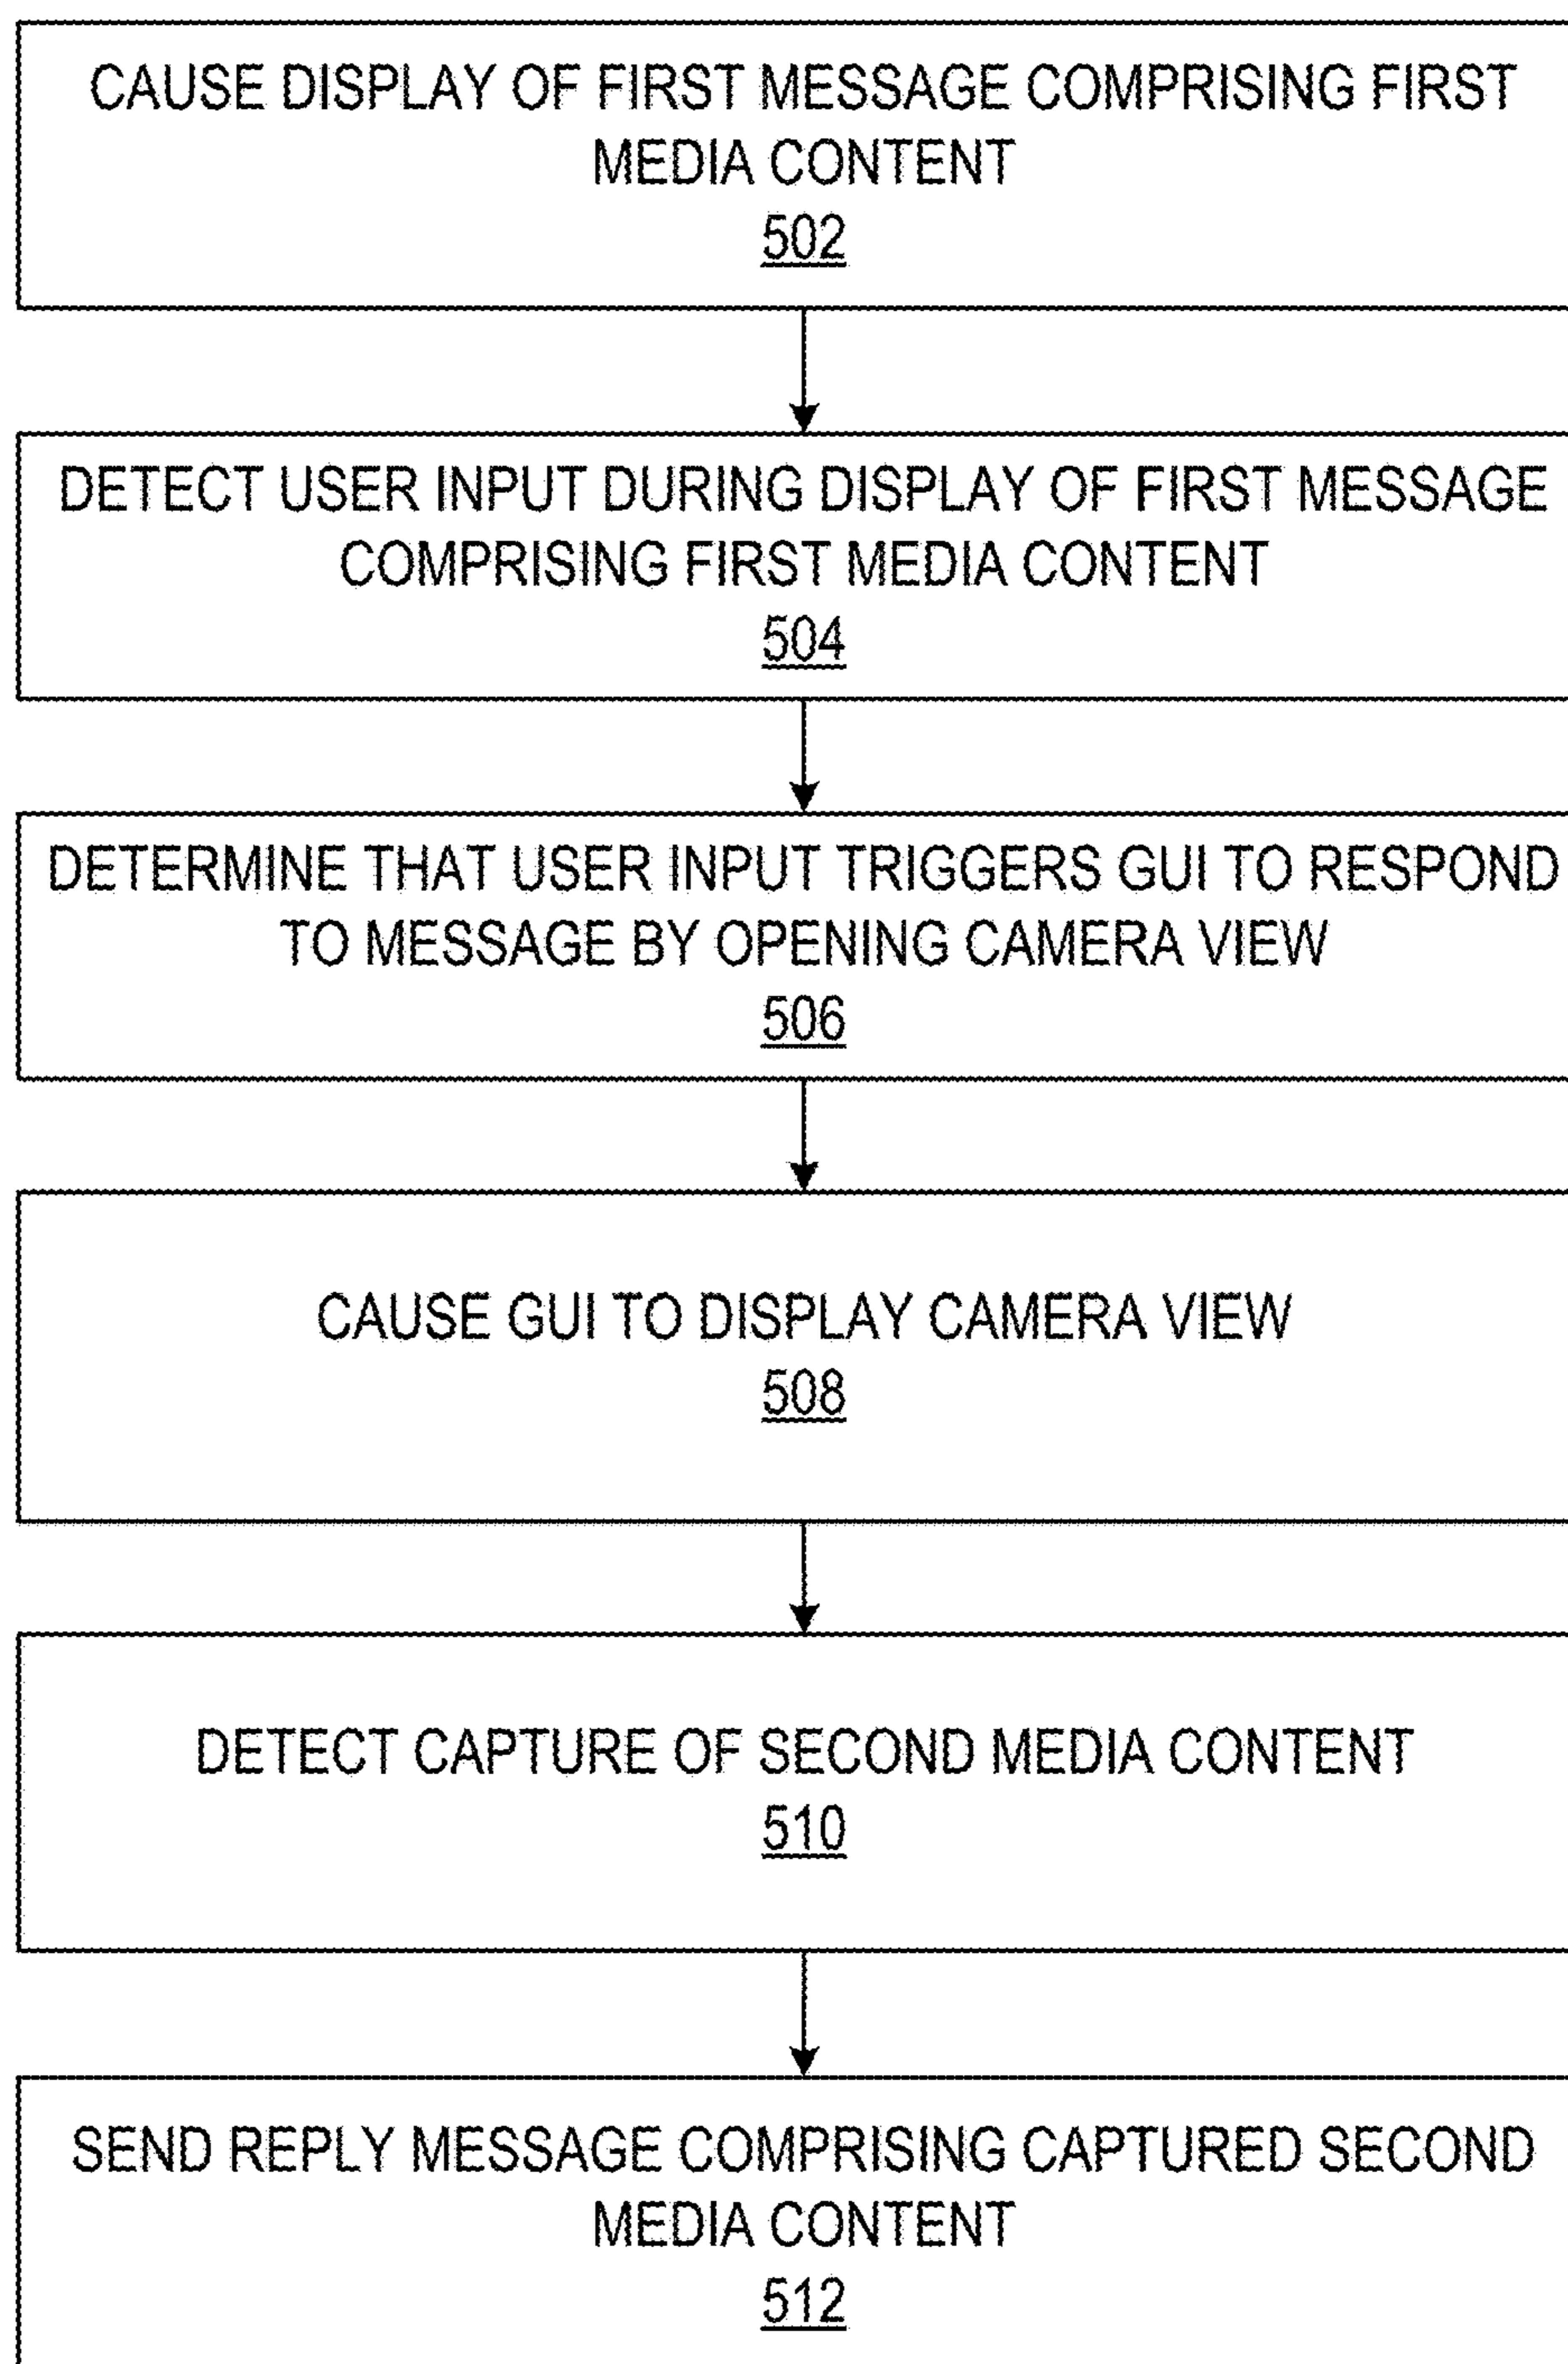 CAUSE DISPLAY OF FIRST MESSAGE COMPRISING FIRST
MEDIA CONTENT
502
DETECT USER INPUT DURING DISPLAY OF FIRST MESSAGE
COMPRISING FIRST MEDIA CONTENT
504
DETERMINE THAT USER INPUT TRIGGERS GUI TO RESPOND
TO MESSAGE BY OPENING CAMERA VIEW
506
CAUSE GUI TO DISPLAY CAMERA VIEW
508
DETECT CAPTURE OF SECOND MEDIA CONTENT
510
SEND REPLY MESSAGE COMPRISING CAPTURED SECOND
MEDIA CONTENT
512